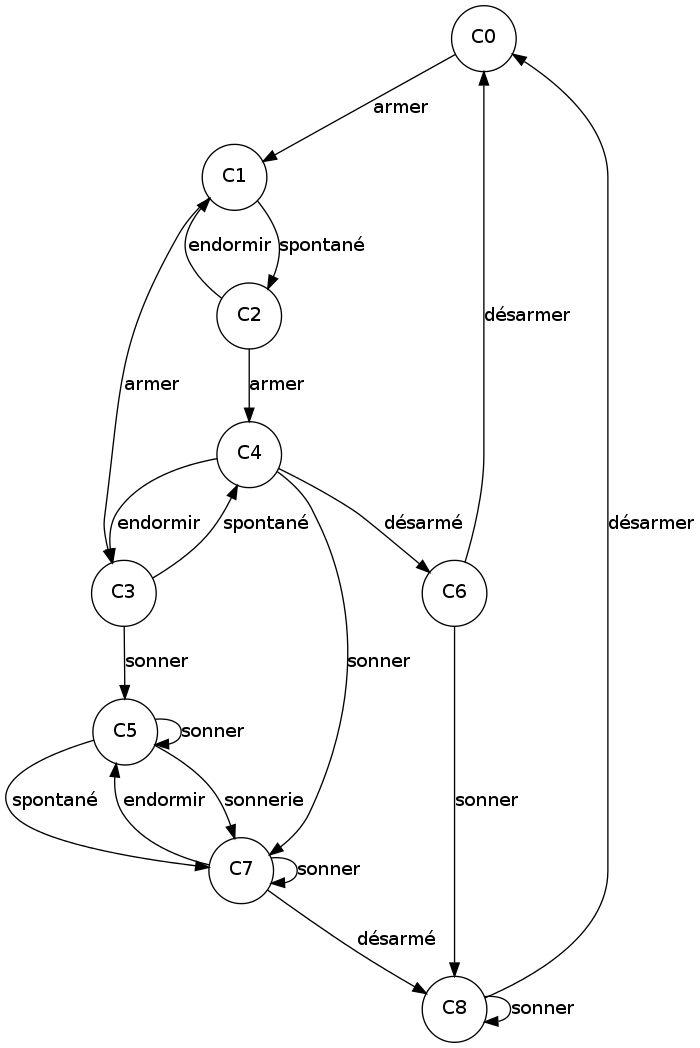 C0
armer
C1
endormir
spontané
C2
désarmer
armer
armer
C4
endormir
spontané
désarmé
désarmer
C3
C6
sonner
sonner
C5
sonner
spontané
endormir
sonnerie
sonner
C7
sonner
désarmé
C8
sonner